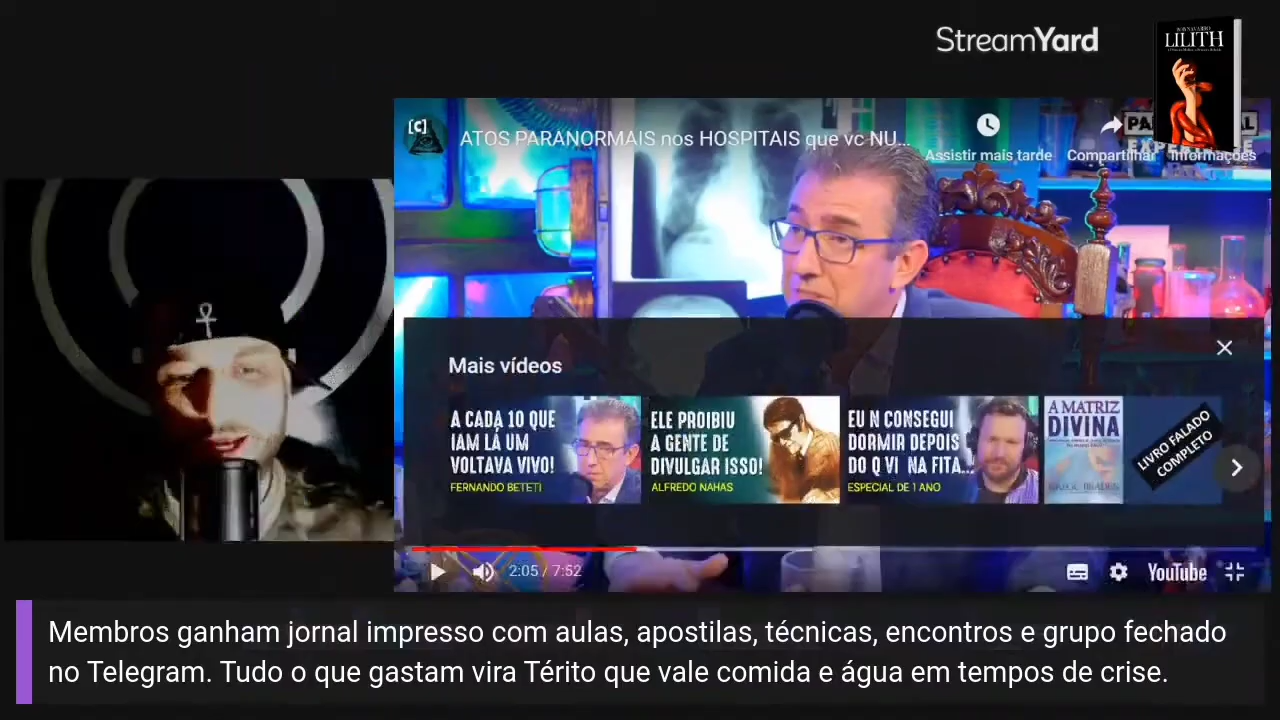 StreamYard
LILITH
[C]
ATOS PARANORMAIS nos HOSPITAIS que vc NU...
Assistir mais tarde
Compartilhar
Informações
Mais vídeos
A CADA 10 QUE
IAM LÁ UM
VOLTAVA VIVO!
FERNANDO BETETI
ELE PROIBIU
A GENTE DE
DIVULGAR ISSO!
ALFREDO NAHAS
EU N CONSEGUI
DORMIR DEPOIS
DO Q VI NA FITA...
ESPECIAL DE 1 ANO
A MATRIZ
DIVINA
GREGG BRADEN
LIVRO FALADO
COMPLETO
2:05 / 7:52
YouTube
Membros ganham jornal impresso com aulas, apostilas, técnicas, encontros e grupo fechado
no Telegram. Tudo o que gastam vira Térito que vale comida e água em tempos de crise.